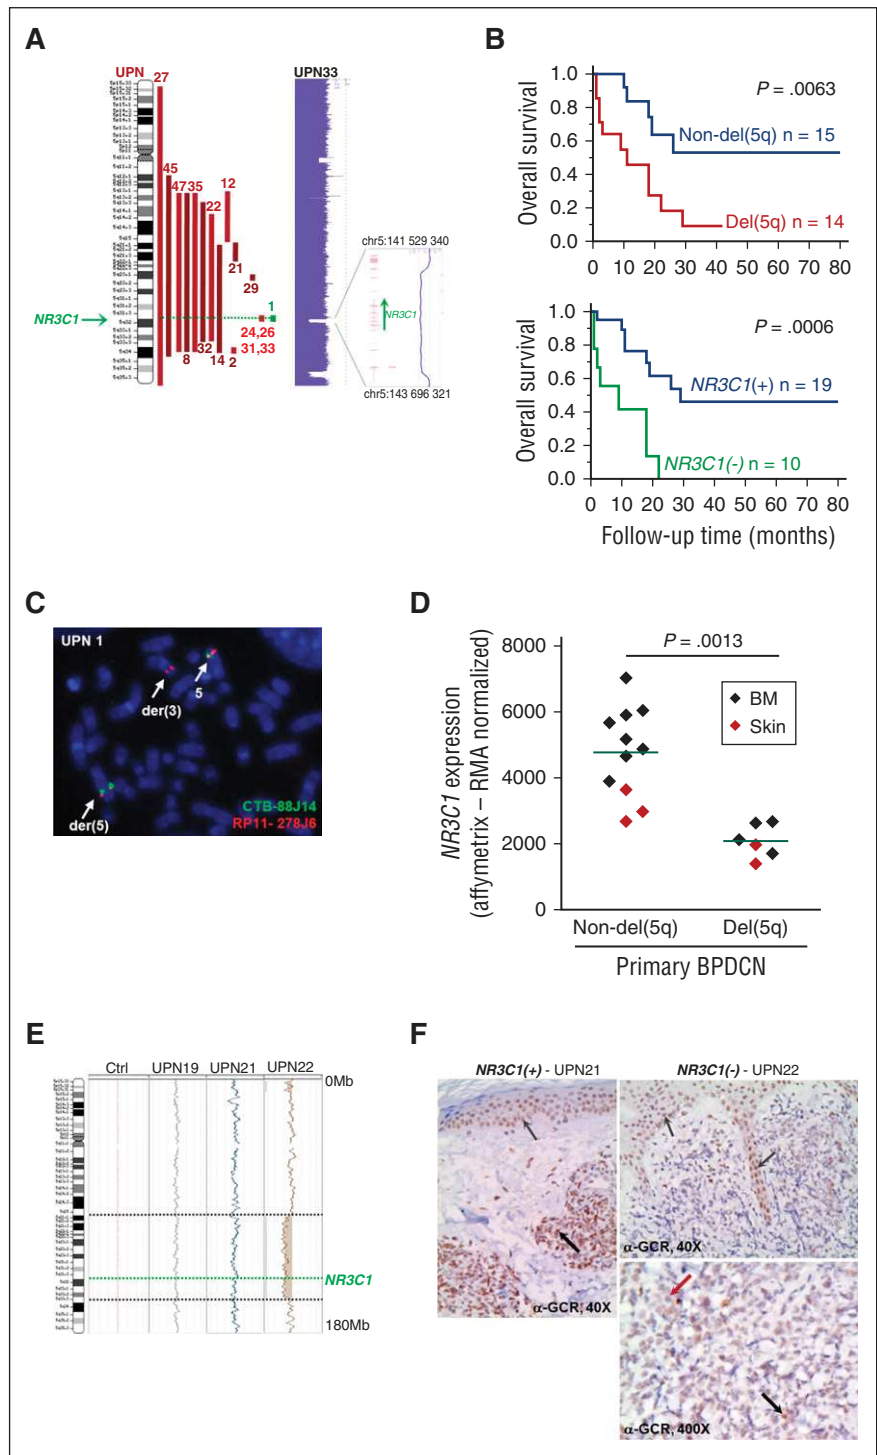 A
UPN
27
45
47 35
12
22
21
29
1
NR3C1
24,26
31,33
32
8
14
2
UPN33
chr5:141 529 340
NR3C1
chr5:143 696 321
B
Overall survival
1.0
0.8
0.6
0.4
0.2
0.0
P = .0063
Non-del(5q) n = 15
Del(5q) n = 14
0 10 20 30 40 50 60 70 80
Overall survival
1.0
0.8
0.6
0.4
0.2
0.0
P = .0006
NR3C1(+) n = 19
NR3C1(-) n = 10
0 10 20 30 40 50 60 70 80
Follow-up time (months)
C
UPN 1
5
der(3)
der(5)
CTB-88J14
RP11- 278J6
D
NR3C1 expression
(affymetrix – RMA normalized)
8000
6000
4000
2000
0
P = .0013
BM
Skin
Non-del(5q) Del(5q)
Primary BPDCN
E
Ctrl UPN19 UPN21 UPN22
0Mb
NR3C1
180Mb
F
NR3C1(+) - UPN21
NR3C1(-) - UPN22
α-GCR, 40X
α-GCR, 40X
α-GCR, 400X